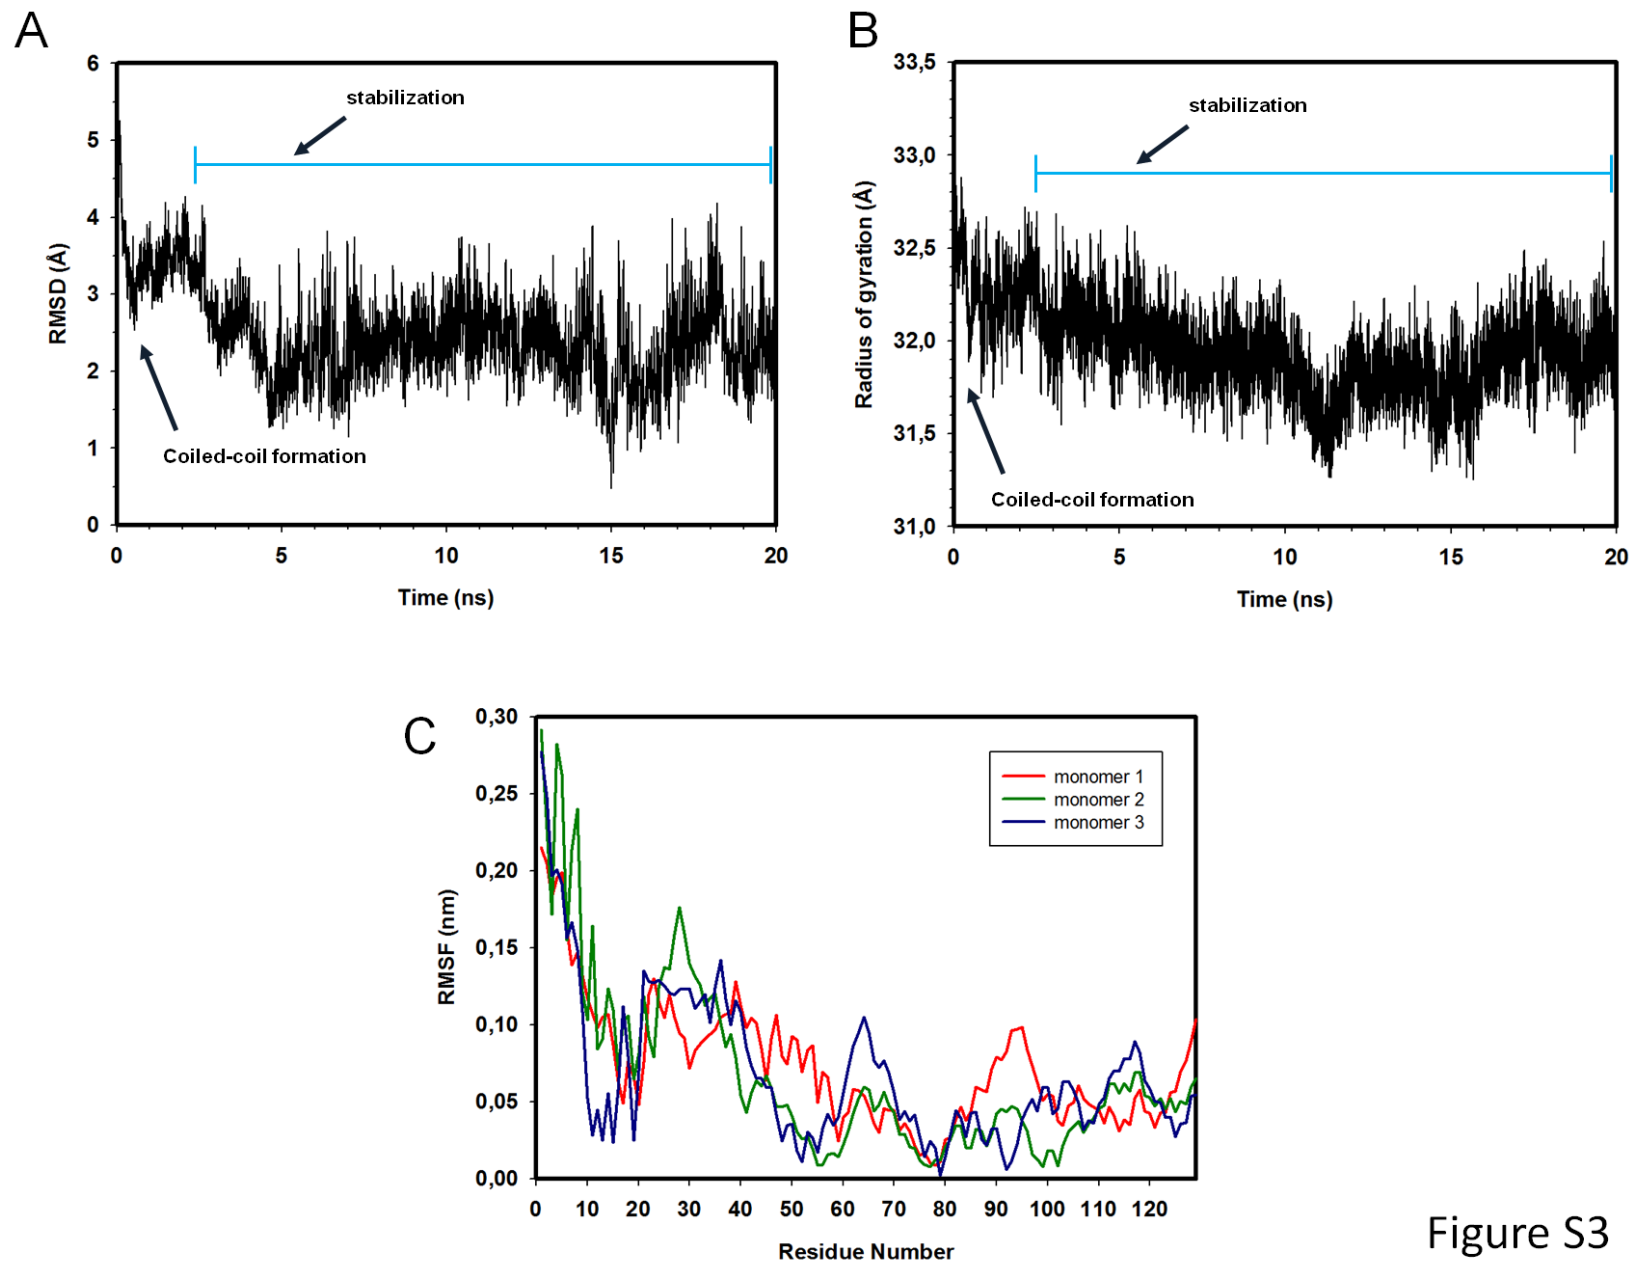 A
6
5
4
3
2
1
0
RMSD (Å)
stabilization
Coiled-coil formation
0 5 10 15 20
Time (ns)
B
33,5
33,0
32,5
32,0
31,5
31,0
Radius of gyration (Å)
stabilization
Coiled-coil formation
0 5 10 15 20
Time (ns)
C
0,30
0,25
0,20
0,15
0,10
0,05
0,00
RMSF (nm)
monomer 1
monomer 2
monomer 3
0 10 20 30 40 50 60 70 80 90 100 110 120
Residue Number
Figure S3